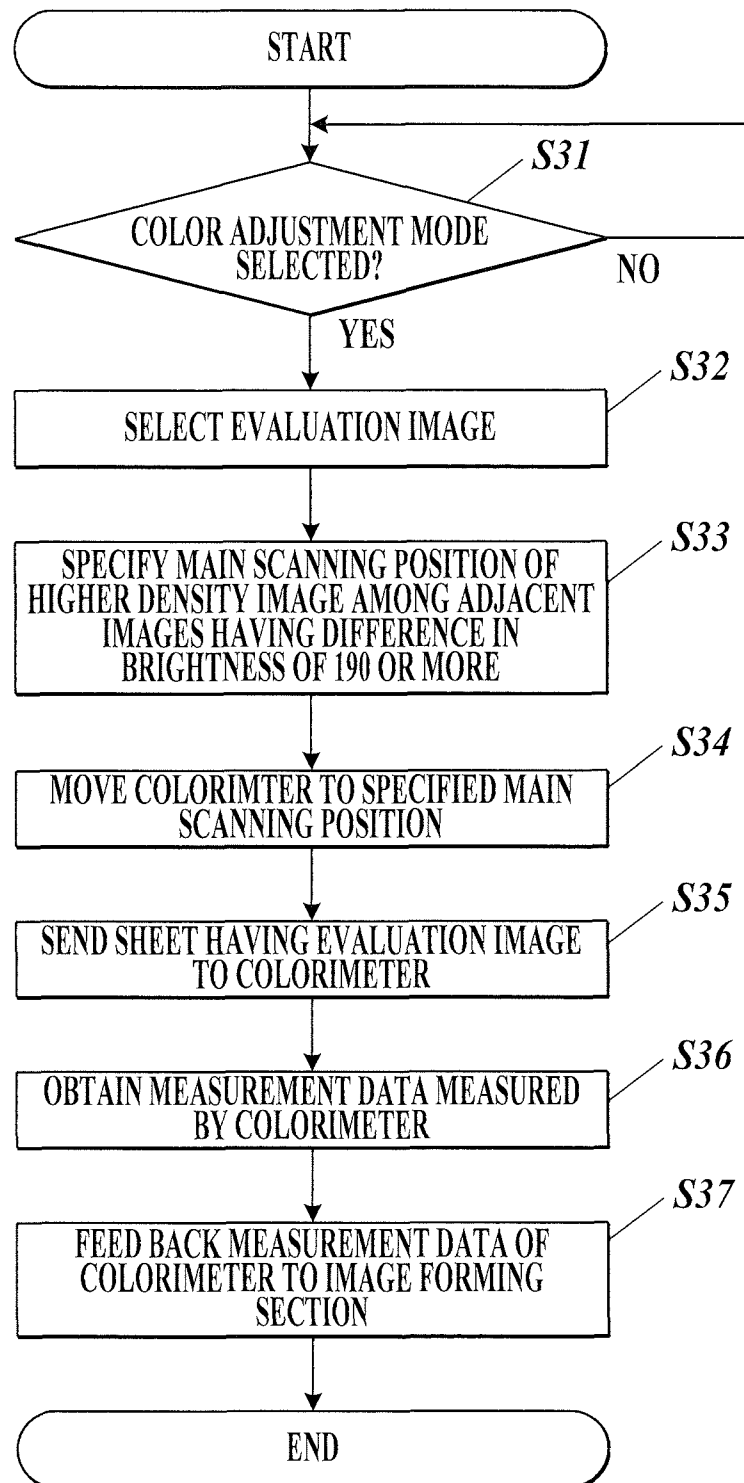 START
S31
COLOR ADJUSTMENT MODE
SELECTED?
NO
YES
S32
SELECT EVALUATION IMAGE
S33
SPECIFY MAIN SCANNING POSITION OF
HIGHER DENSITY IMAGE AMONG ADJACENT
IMAGES HAVING DIFFERENCE IN
BRIGHTNESS OF 190 OR MORE
S34
MOVE COLORIMTER TO SPECIFIED MAIN
SCANNING POSITION
S35
SEND SHEET HAVING EVALUATION IMAGE
TO COLORIMETER
S36
OBTAIN MEASUREMENT DATA MEASURED
BY COLORIMETER
S37
FEED BACK MEASUREMENT DATA OF
COLORIMETER TO IMAGE FORMING
SECTION
END